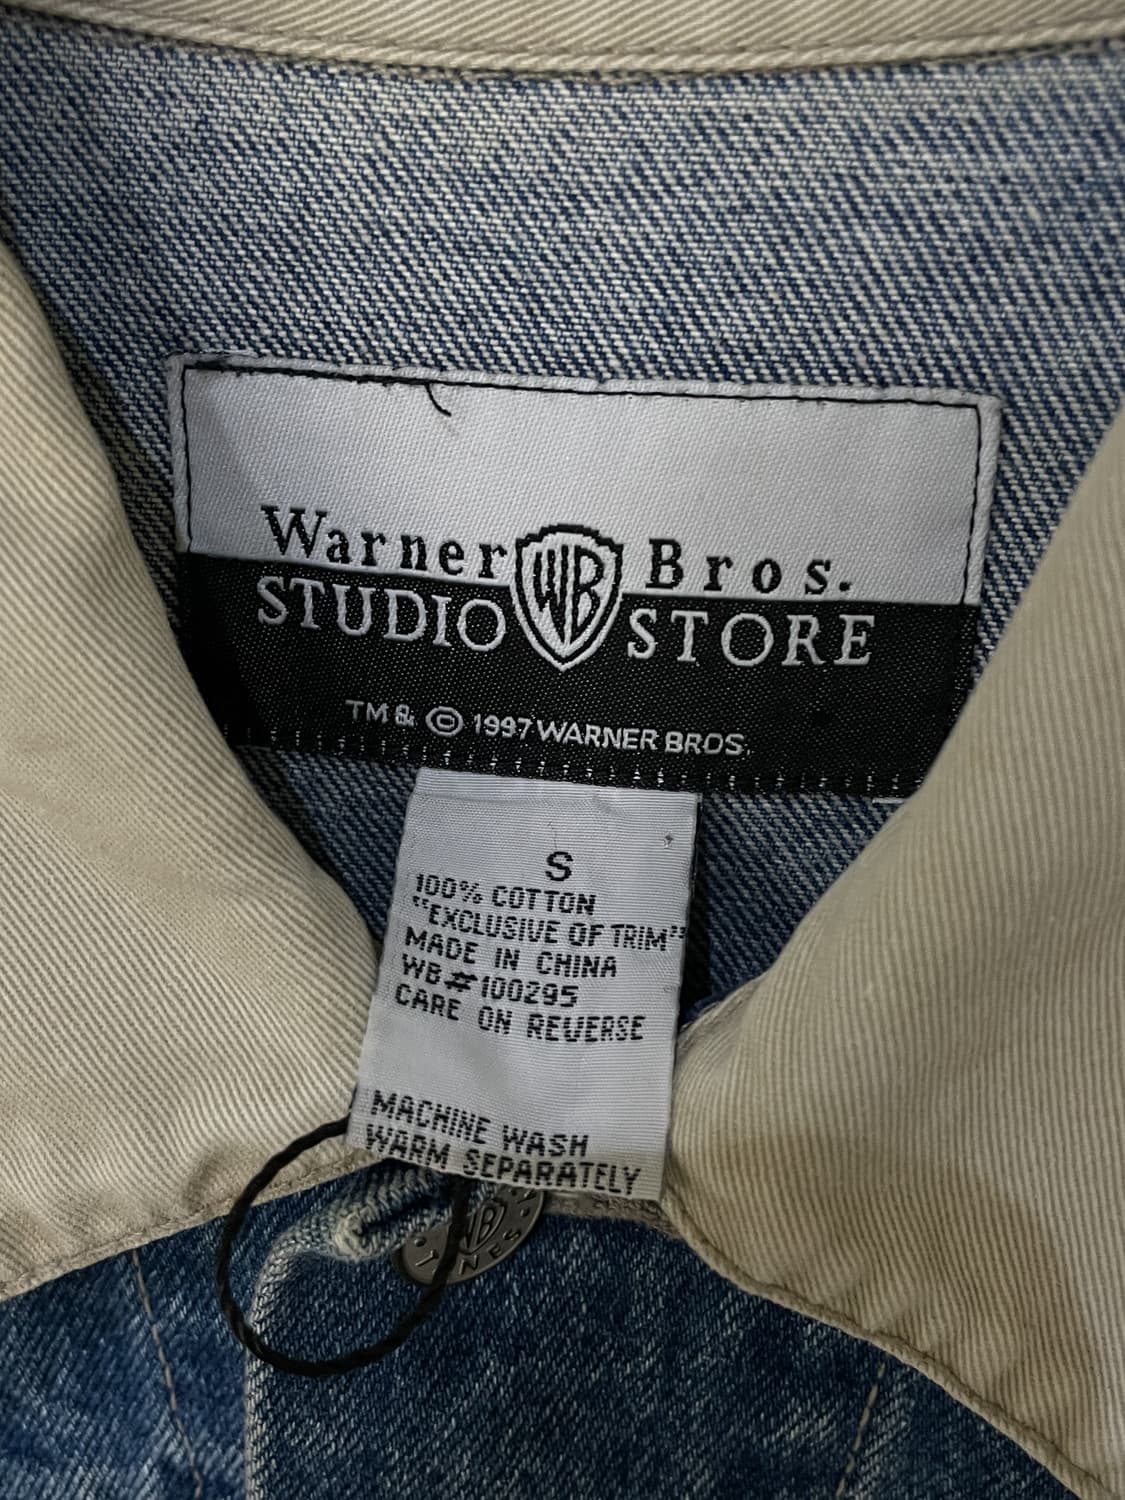 Warner Bros.
WB
STUDIO STORE
TM & © 1997 WARNER BROS.
S
100% COTTON
"EXCLUSIVE OF TRIM"
MADE IN CHINA
WB#100295
CARE ON REVERSE
MACHINE WASH
WARM SEPARATELY
WB